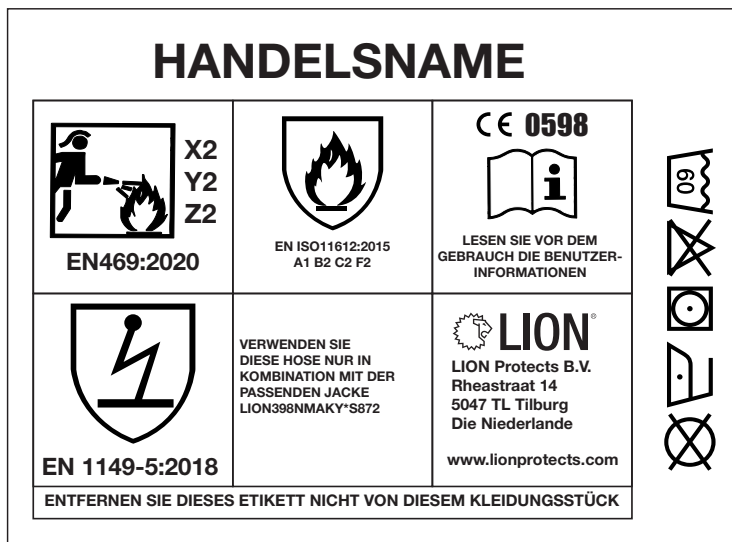 HANDELSNAME
X2
Y2
Z2
EN469:2020
EN ISO11612:2015
A1 B2 C2 F2
CE 0598
i
LESEN SIE VOR DEM
GEBRAUCH DIE BENUTZER-
INFORMATIONEN
EN 1149-5:2018
VERWENDEN SIE
DIESE HOSE NUR IN
KOMBINATION MIT DER
PASSENDEN JACKE
LION398NMAKY*S872
LION®
LION Protects B.V.
Rheastraat 14
5047 TL Tilburg
Die Niederlande
www.lionprotects.com
ENTFERNEN SIE DIESES ETIKETT NICHT VON DIESEM KLEIDUNGSSTÜCK
60